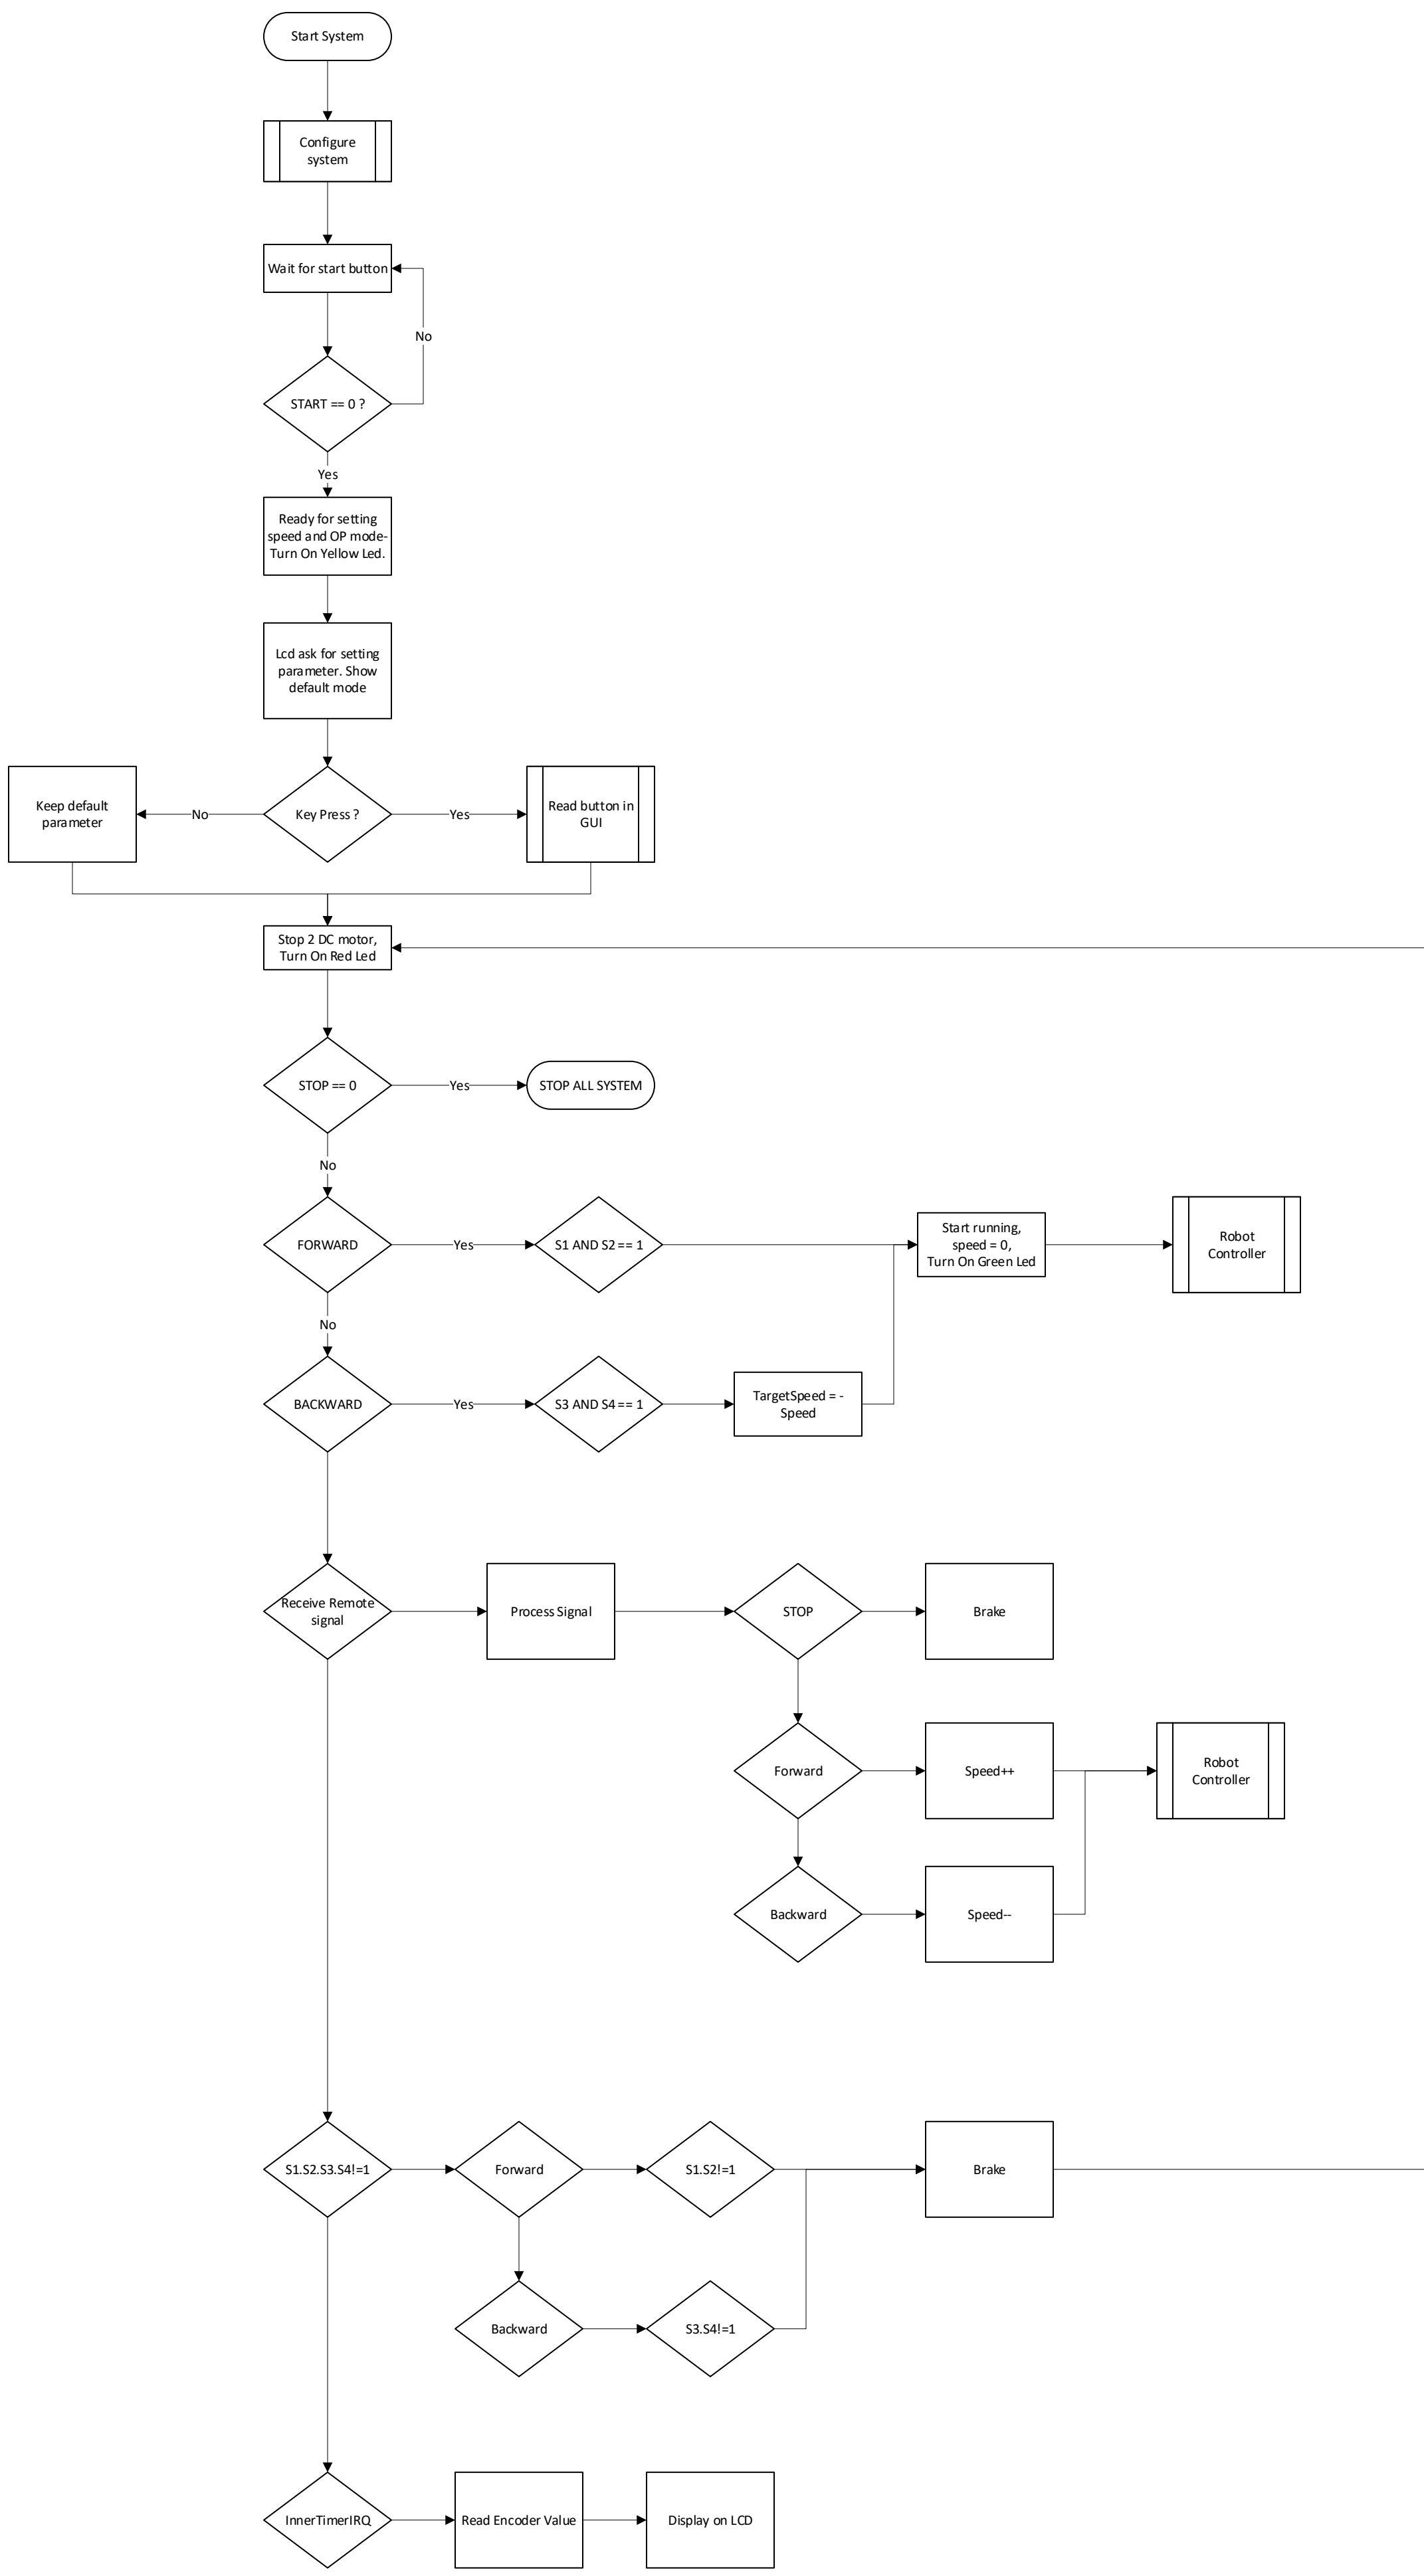 Start System
Configure
system
Wait for start button
No
START == 0 ?
Yes
Ready for setting
speed and OP mode-
Turn On Yellow Led.
Lcd ask for setting
parameter. Show
default mode
Keep default
parameter
No
Key Press ?
Yes
Read button in
GUI
Stop 2 DC motor,
Turn On Red Led
STOP == 0
Yes
STOP ALL SYSTEM
No
FORWARD
Yes
S1 AND S2 == 1
Start running,
speed = 0,
Turn On Green Led
Robot
Controller
No
BACKWARD
Yes
S3 AND S4 == 1
TargetSpeed = -
Speed
Receive Remote
signal
Process Signal
STOP
Brake
Forward
Speed++
Robot
Controller
Backward
Speed--
S1.S2.S3.S4!=1
Forward
S1.S2!=1
Brake
Backward
S3.S4!=1
InnerTimerIRQ
Read Encoder Value
Display on LCD